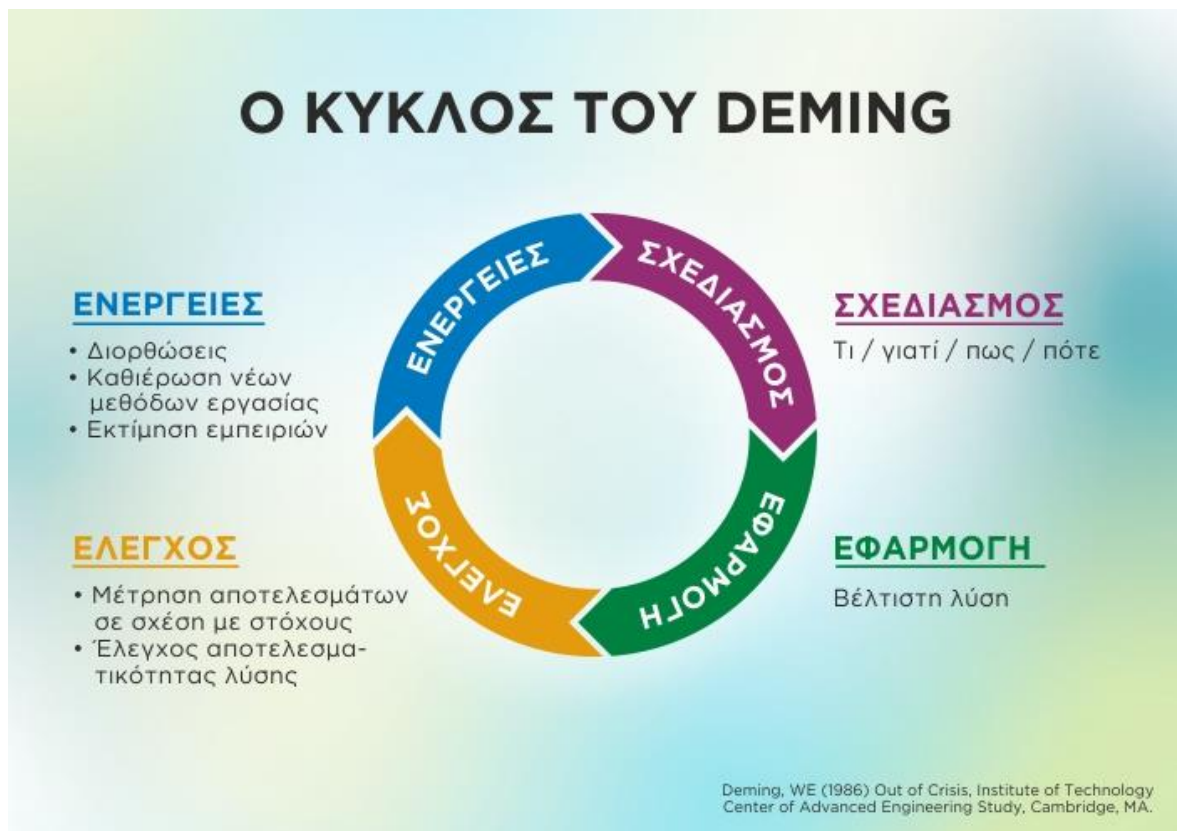 Ο ΚΥΚΛΟΣ ΤΟΥ DEMING
ΕΝΕΡΓΕΙΕΣ
ΣΧΕΔΙΑΣΜΟΣ
ΕΦΑΡΜΟΓΗ
ΕΛΕΓΧΟΣ
ΕΝΕΡΓΕΙΕΣ
• Διορθώσεις
• Καθιέρωση νέων
μεθόδων εργασίας
• Εκτίμηση εμπειριών
ΣΧΕΔΙΑΣΜΟΣ
Τι / γιατί / πως / πότε
ΕΛΕΓΧΟΣ
• Μέτρηση αποτελεσμάτων
σε σχέση με στόχους
• Έλεγχος αποτελεσμα-
τικότητας λύσης
ΕΦΑΡΜΟΓΗ
Βέλτιστη λύση
Deming, WE (1986) Out of Crisis, Institute of Technology
Center of Advanced Engineering Study, Cambridge, MA.